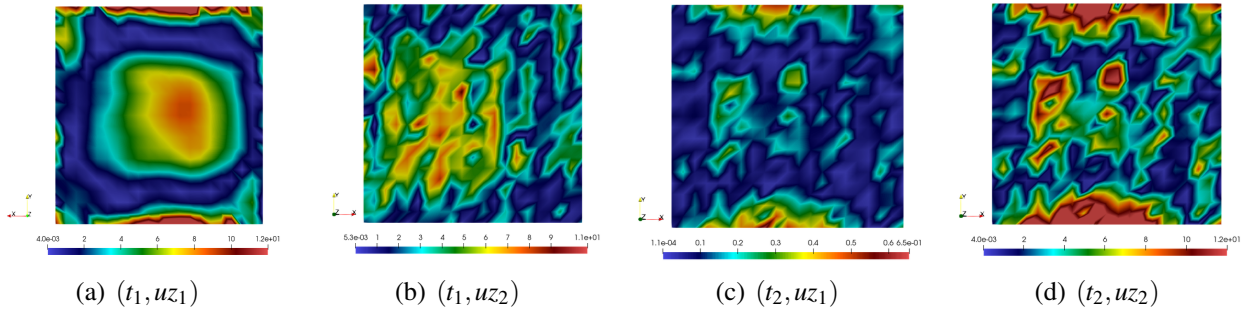 Y
X Z
4.0e-03 2 4 6 8 10 1.2e+01
(a) (t₁, uz₁)
Y
Z X
5.3e-03 1 2 3 4 5 6 7 8 9 1.1e+01
(b) (t₁, uz₂)
Y
Z X
1.1e-04 0.1 0.2 0.3 0.4 0.5 0.6 6.5e-01
(c) (t₂, uz₁)
Y
Z X
4.0e-03 2 4 6 8 10 1.2e+01
(d) (t₂, uz₂)